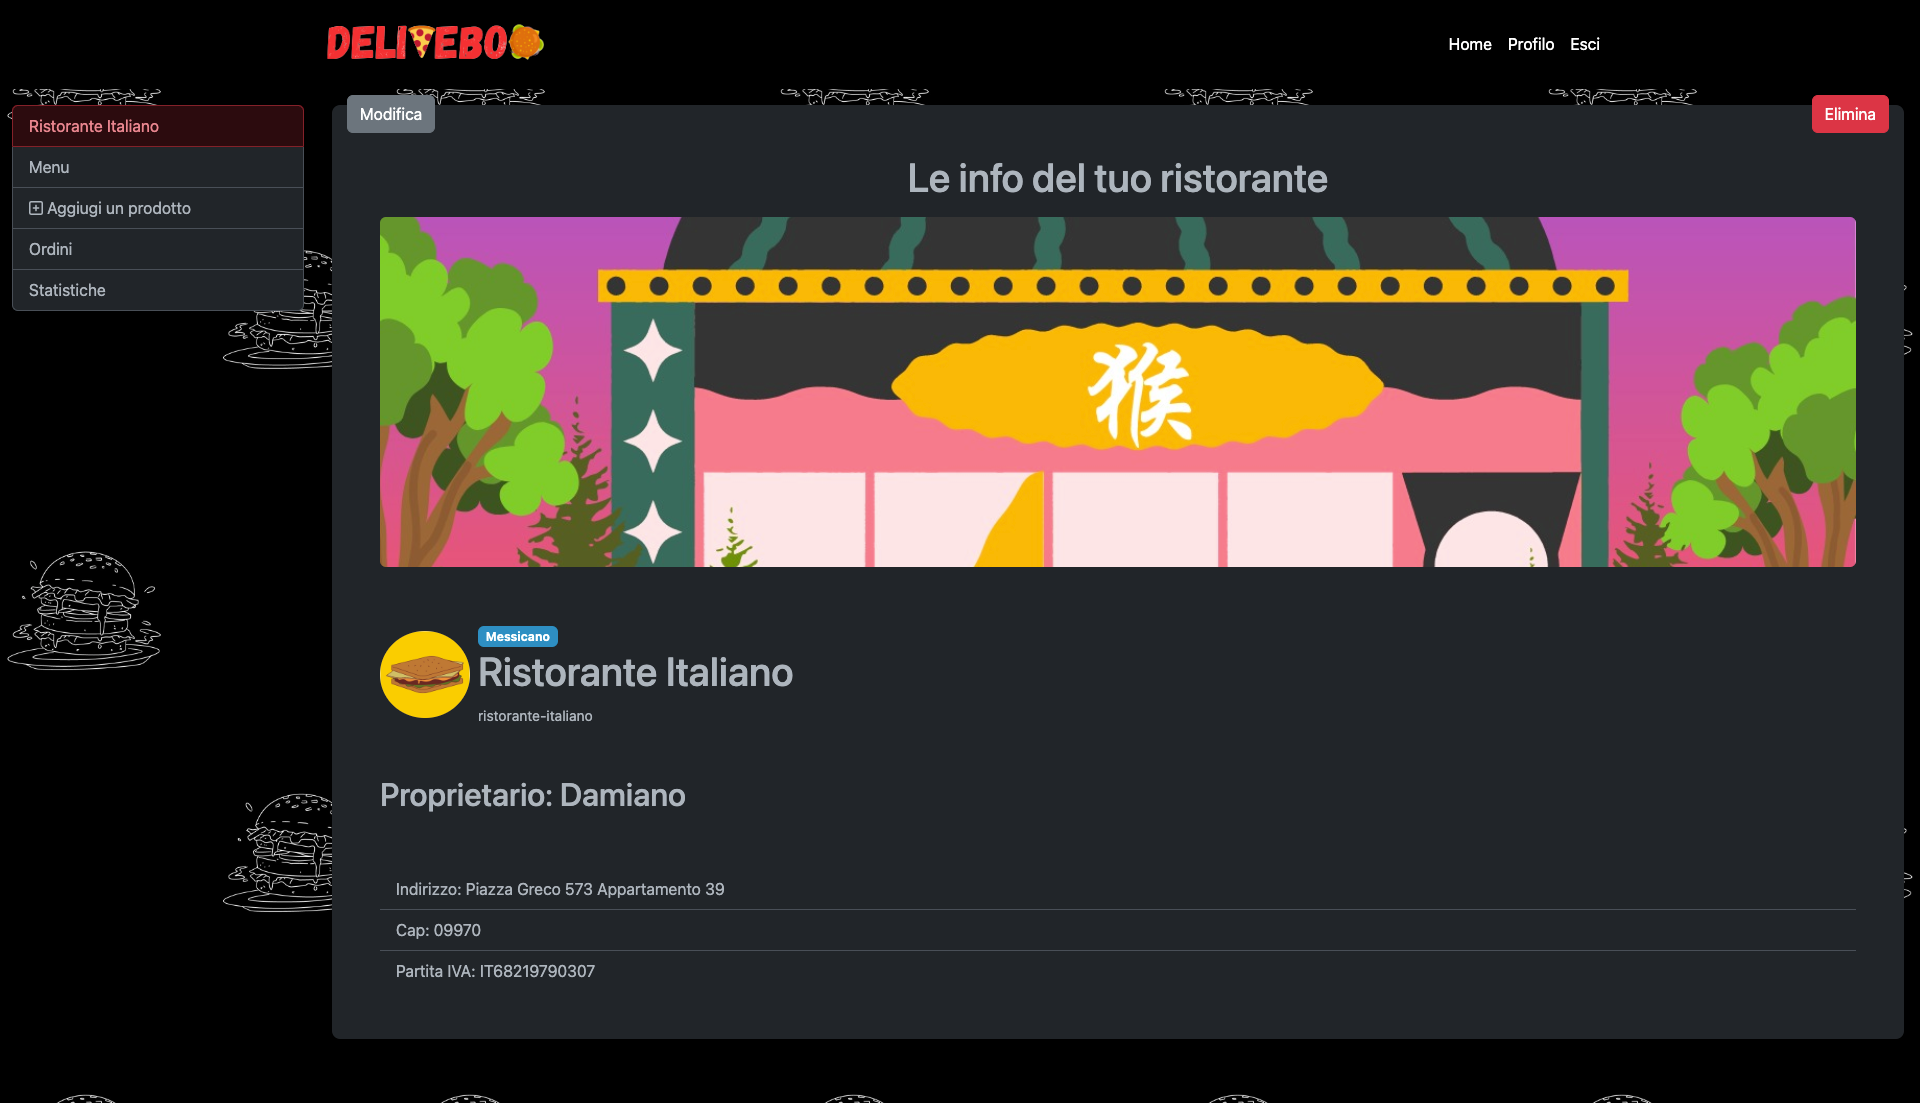 DELIVEBOO
Home Profilo Esci
Ristorante Italiano
Menu
Aggiugi un prodotto
Ordini
Statistiche
Modifica
Elimina
Le info del tuo ristorante
猴
Messicano
Ristorante Italiano
ristorante-italiano
Proprietario: Damiano
Indirizzo: Piazza Greco 573 Appartamento 39
Cap: 09970
Partita IVA: IT68219790307